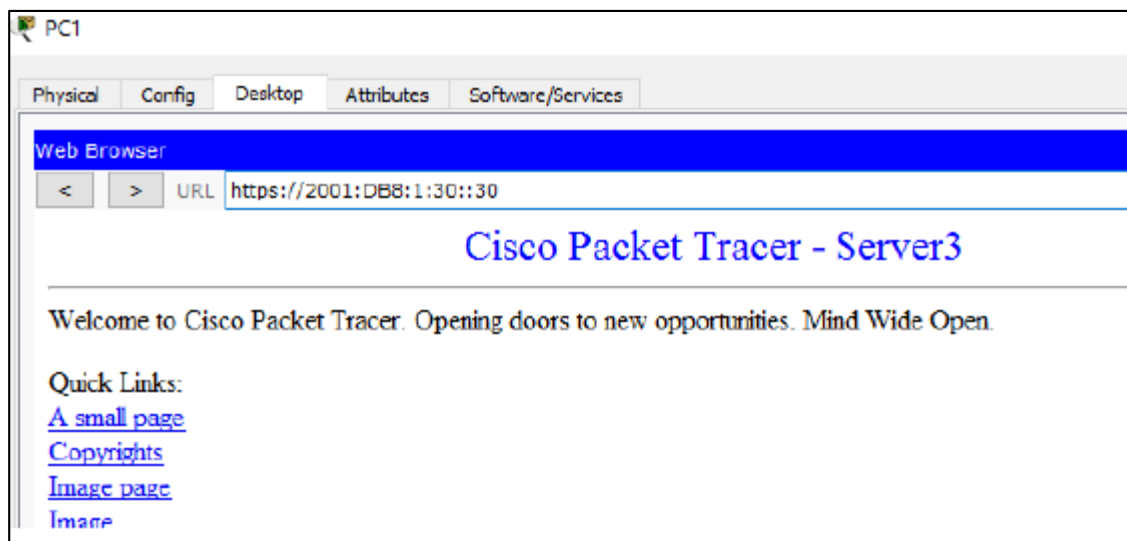 PC1
Physical Config Desktop Attributes Software/Services
Web Browser
< > URL https://2001:DB8:1:30::30
Cisco Packet Tracer - Server3
Welcome to Cisco Packet Tracer. Opening doors to new opportunities. Mind Wide Open.
Quick Links:
A small page
Copyrights
Image page
Image